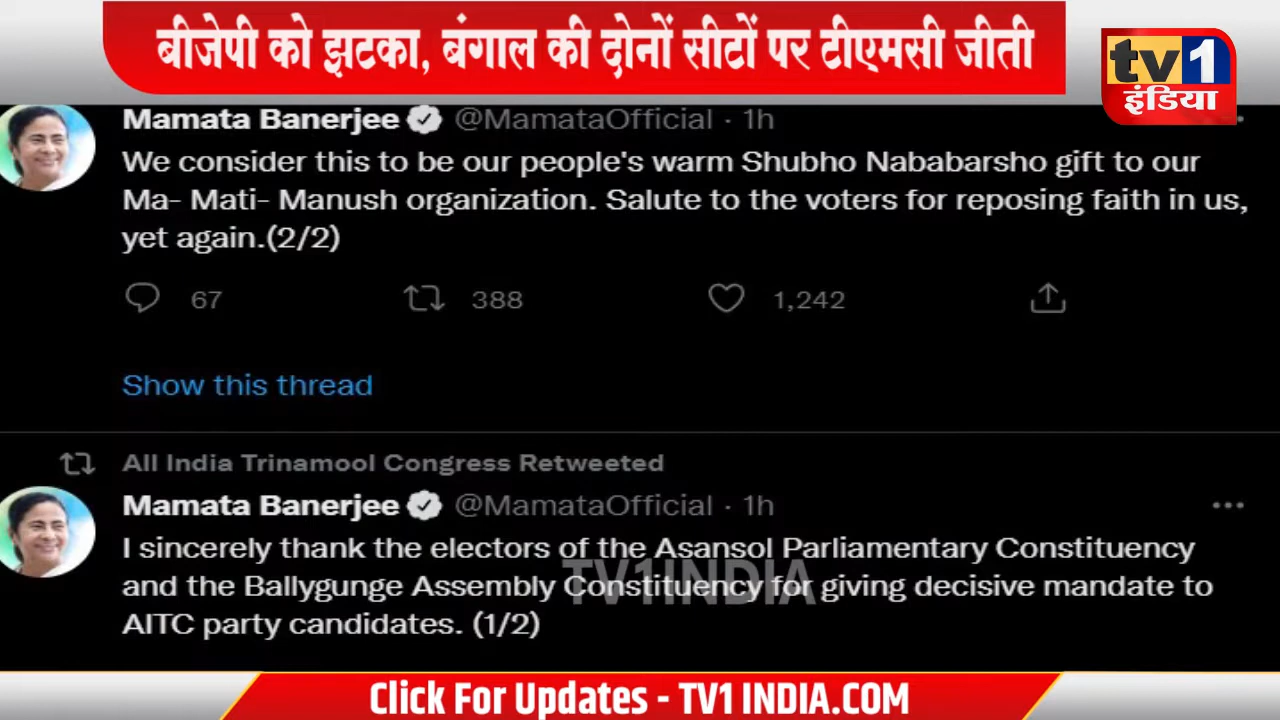 बीजेपी को झटका, बंगाल की दोनों सीटों पर टीएमसी जीती
tv1
इंडिया
Mamata Banerjee @MamataOfficial · 1h
We consider this to be our people's warm Shubho Nababarsho gift to our
Ma- Mati- Manush organization. Salute to the voters for reposing faith in us,
yet again.(2/2)
67 388 1,242
Show this thread
All India Trinamool Congress Retweeted
Mamata Banerjee @MamataOfficial · 1h
I sincerely thank the electors of the Asansol Parliamentary Constituency
and the Ballygunge Assembly Constituency for giving decisive mandate to
AITC party candidates. (1/2)
TV1INDIA
Click For Updates - TV1 INDIA.COM